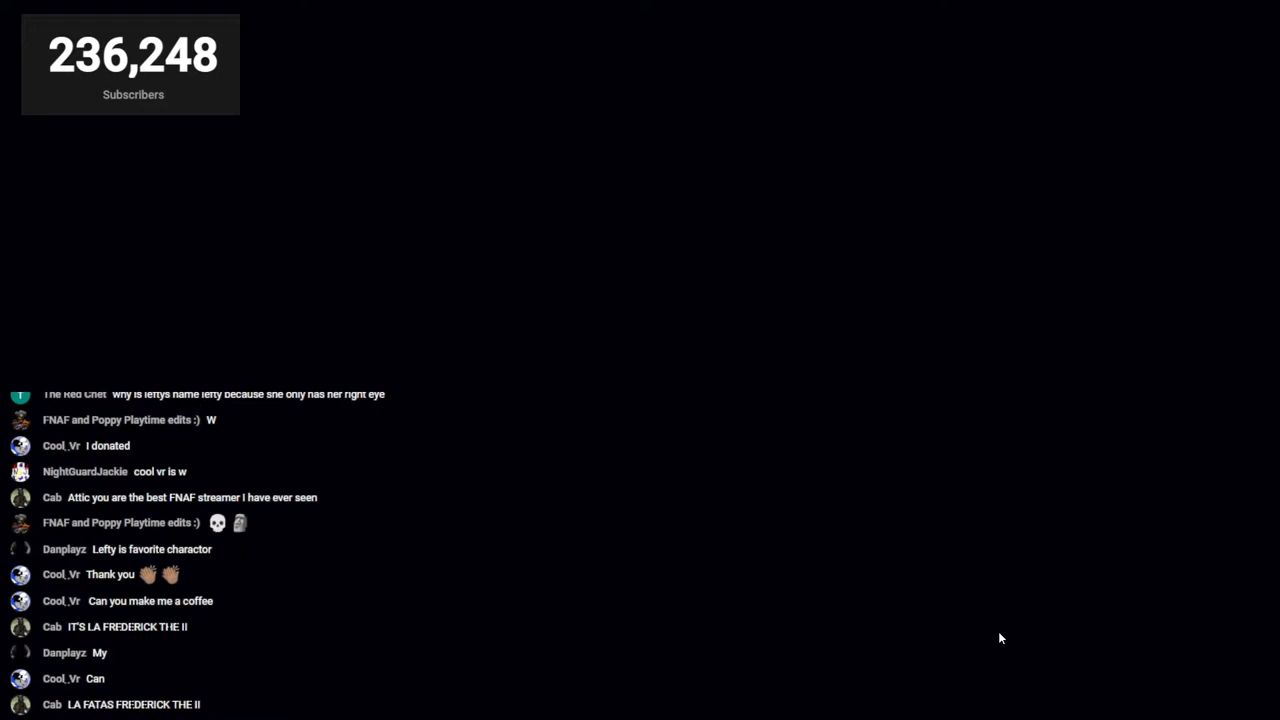 236,248
Subscribers
The Red Chef why is leftys name lefty because she only has her right eye
FNAF and Poppy Playtime edits :) W
Cool_Vr I donated
NightGuardJackie cool vr is w
Cab Attic you are the best FNAF streamer I have ever seen
FNAF and Poppy Playtime edits :) 💀 🗿
Danplayz Lefty is favorite charactor
Cool_Vr Thank you 👏🏽 👏🏽
Cool_Vr Can you make me a coffee
Cab IT'S LA FREDERICK THE II
Danplayz My
Cool_Vr Can
Cab LA FATAS FREDERICK THE II